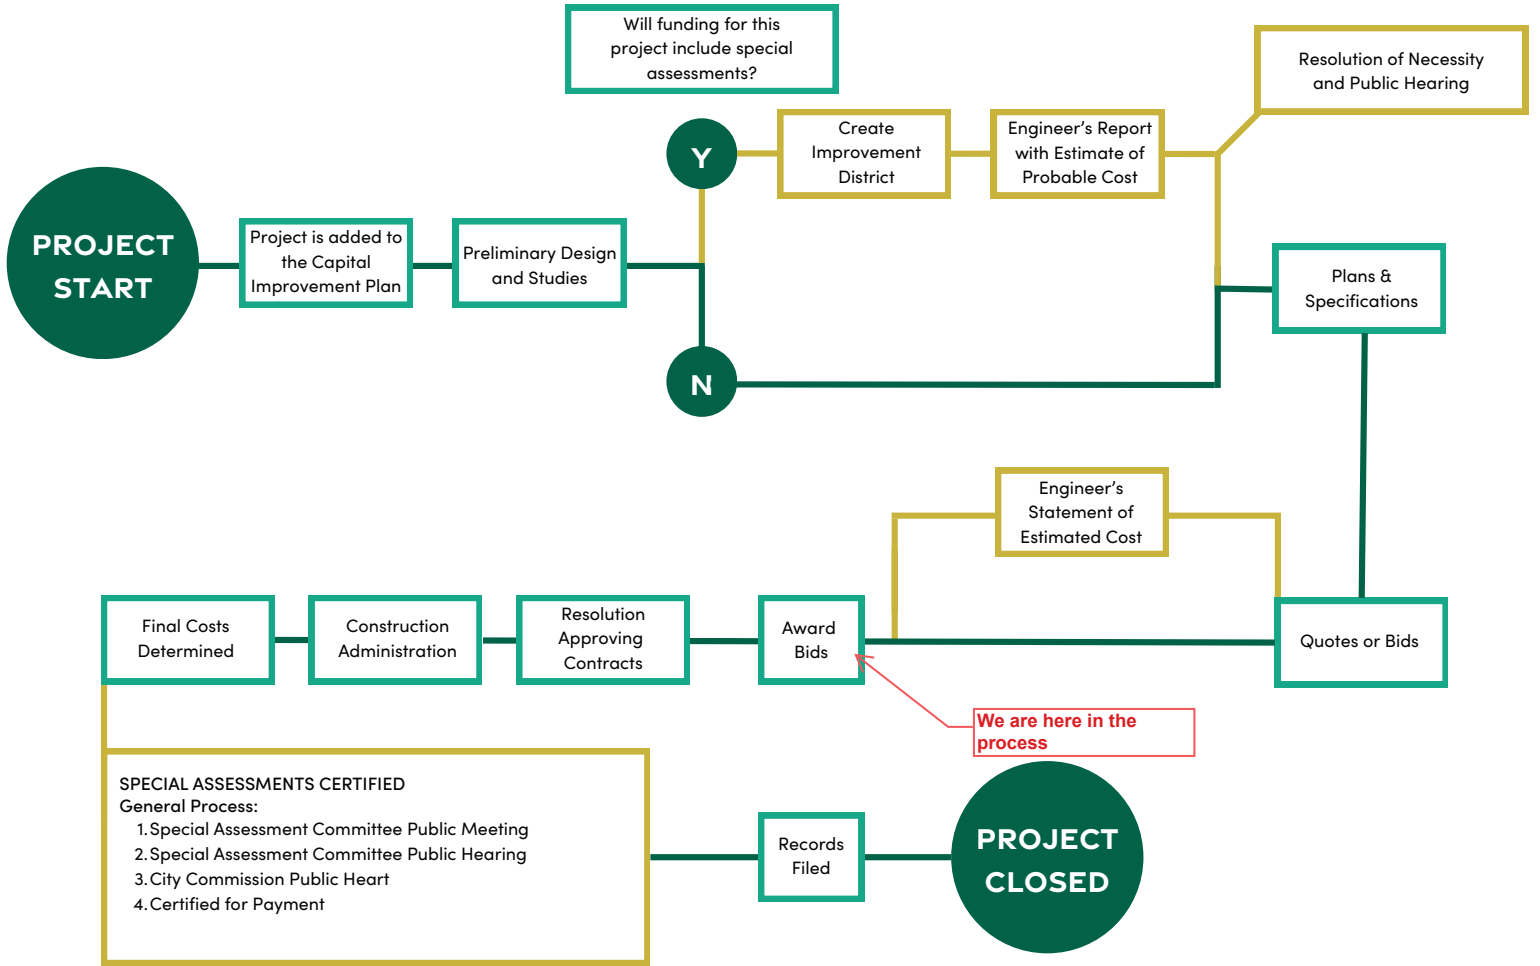 Will funding for this
project include special
assessments?
Resolution of Necessity
and Public Hearing
Y
Create
Improvement
District
Engineer's Report
with Estimate of
Probable Cost
PROJECT
START
Project is added to
the Capital
Improvement Plan
Preliminary Design
and Studies
N
Plans &
Specifications
Engineer's
Statement of
Estimated Cost
Quotes or Bids
Award
Bids
Resolution
Approving
Contracts
Construction
Administration
Final Costs
Determined
We are here in the
process
SPECIAL ASSESSMENTS CERTIFIED
General Process:
1. Special Assessment Committee Public Meeting
2. Special Assessment Committee Public Hearing
3. City Commission Public Heart
4. Certified for Payment
Records
Filed
PROJECT
CLOSED